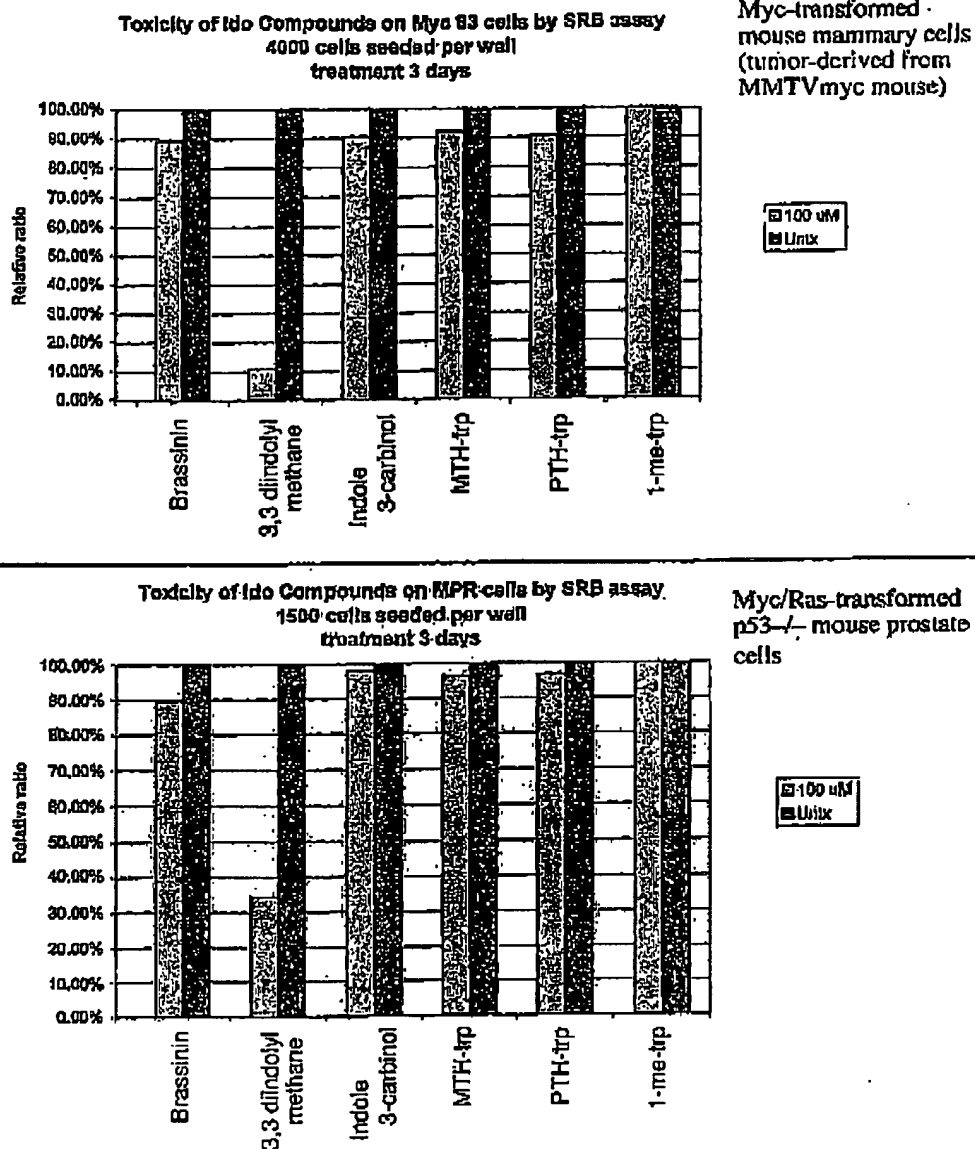 Toxicity of Ido Compounds on Myc 83 cells by SRB assay
4000 cells seeded per well
treatment 3 days
Myc-transformed
mouse mammary cells
(tumor-derived from
MMTVmyc mouse)
100.00%
90.00%
80.00%
70.00%
60.00%
50.00%
40.00%
30.00%
20.00%
10.00%
0.00%
Relative ratio
100 uM
Untx
Brassinin
3,3 diindolyl
methane
Indole
3-carbinol
MTH-trp
PTH-trp
1-me-trp
Toxicity of Ido Compounds on MPR cells by SRB assay
1500 cells seeded per well
treatment 3 days
Myc/Ras-transformed
p53-/- mouse prostate
cells
100.00%
90.00%
80.00%
70.00%
60.00%
50.00%
40.00%
30.00%
20.00%
10.00%
0.00%
Relative ratio
100 uM
Untx
Brassinin
3,3 diindolyl
methane
Indole
3-carbinol
MTH-trp
PTH-trp
1-me-trp